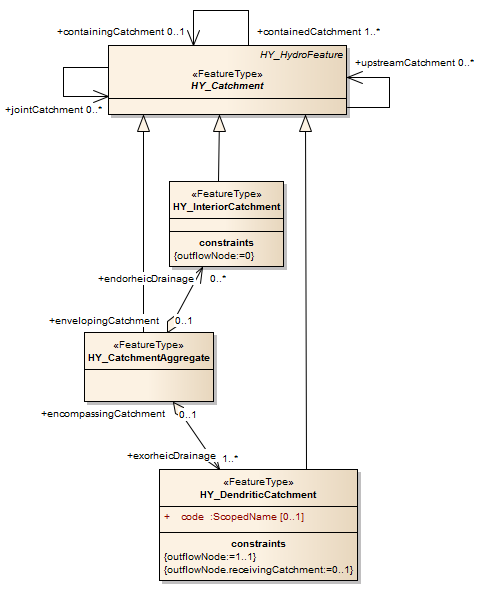 +containingCatchment 0..1
+containedCatchment 1..*
HY_HydroFeature
«FeatureType»
HY_Catchment
+upstreamCatchment 0..*
+jointCatchment 0..*
«FeatureType»
HY_InteriorCatchment
constraints
{outflowNode:=0}
+endorheicDrainage 0..*
+envelopingCatchment 0..1
«FeatureType»
HY_CatchmentAggregate
+encompassingCatchment 0..1
+exorheicDrainage 1..*
«FeatureType»
HY_DendriticCatchment
+ code :ScopedName [0..1]
constraints
{outflowNode:=1..1}
{outflowNode.receivingCatchment:=0..1}